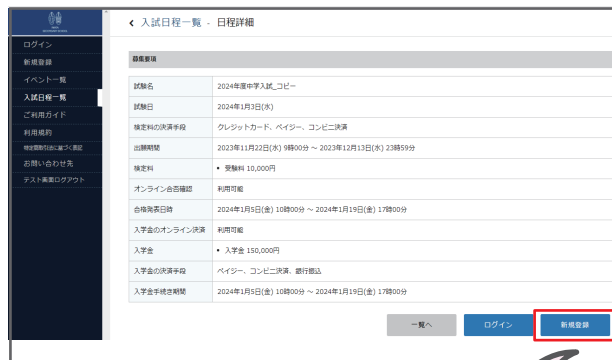 入試日程一覧 - 日程詳細
ログイン
新規登録
イベント一覧
入試日程一覧
ご利用ガイド
利用規約
特定商取引法に基づく表記
お問い合わせ先
テスト画面ログアウト
募集要項
試験名 2024年度中学入試_コピー
試験日 2024年1月3日(水)
検定料の決済手段 クレジットカード、ペイジー、コンビニ決済
出願期間 2023年11月22日(水) 9時00分 ～ 2023年12月13日(水) 23時59分
検定料 • 受験料 10,000円
オンライン合否確認 利用可能
合格発表日時 2024年1月5日(金) 10時00分 ～ 2024年1月19日(金) 17時00分
入学金のオンライン決済 利用可能
入学金 • 入学金 150,000円
入学金の決済手段 ペイジー、コンビニ決済、銀行振込
入学金手続き期間 2024年1月5日(金) 10時00分 ～ 2024年1月19日(金) 17時00分
一覧へ ログイン 新規登録